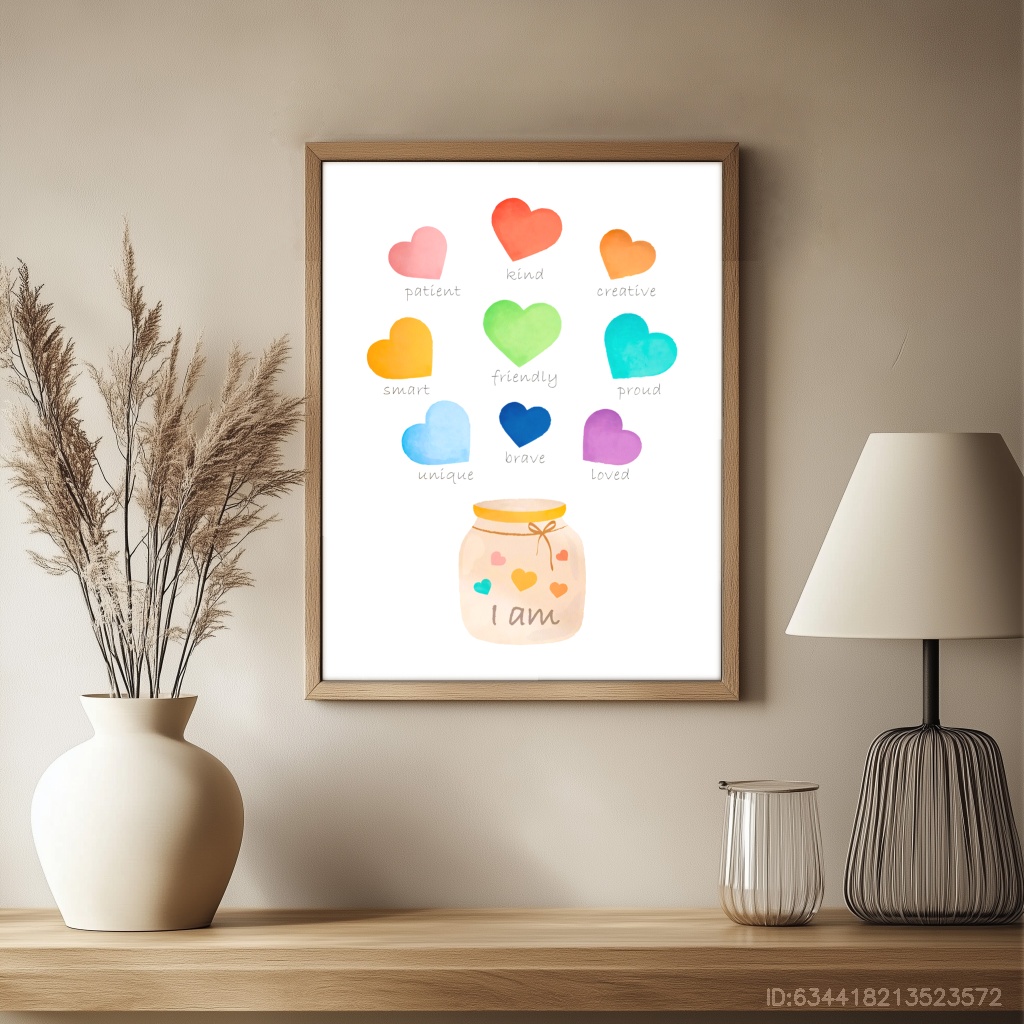 kind
patient
creative
friendly
smart
proud
brave
unique
loved
I am
ID:634418213523572